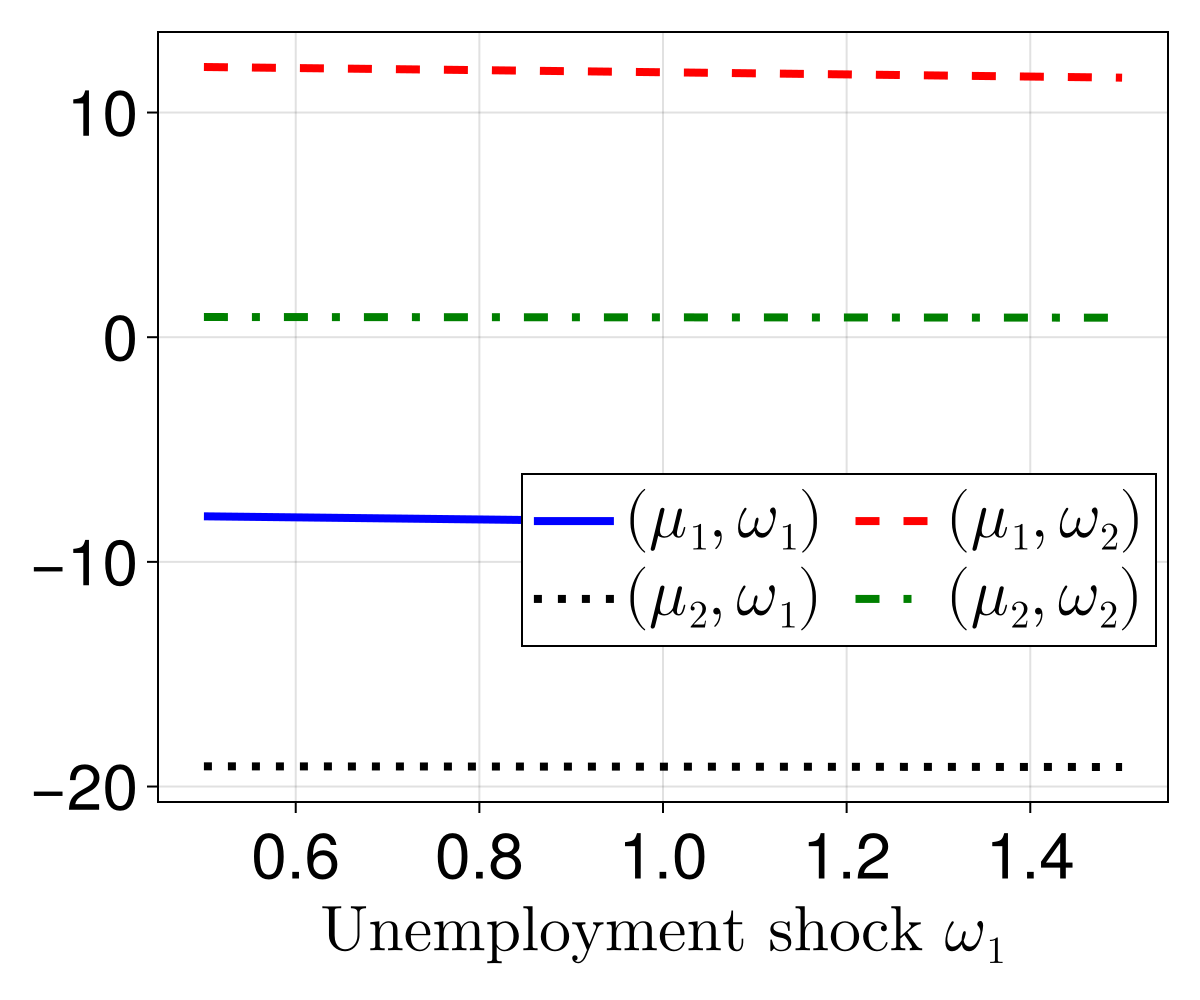 10
0
−10
−20
(μ₁, ω₁) (μ₁, ω₂)
(μ₂, ω₁) (μ₂, ω₂)
0.6 0.8 1.0 1.2 1.4
Unemployment shock ω₁